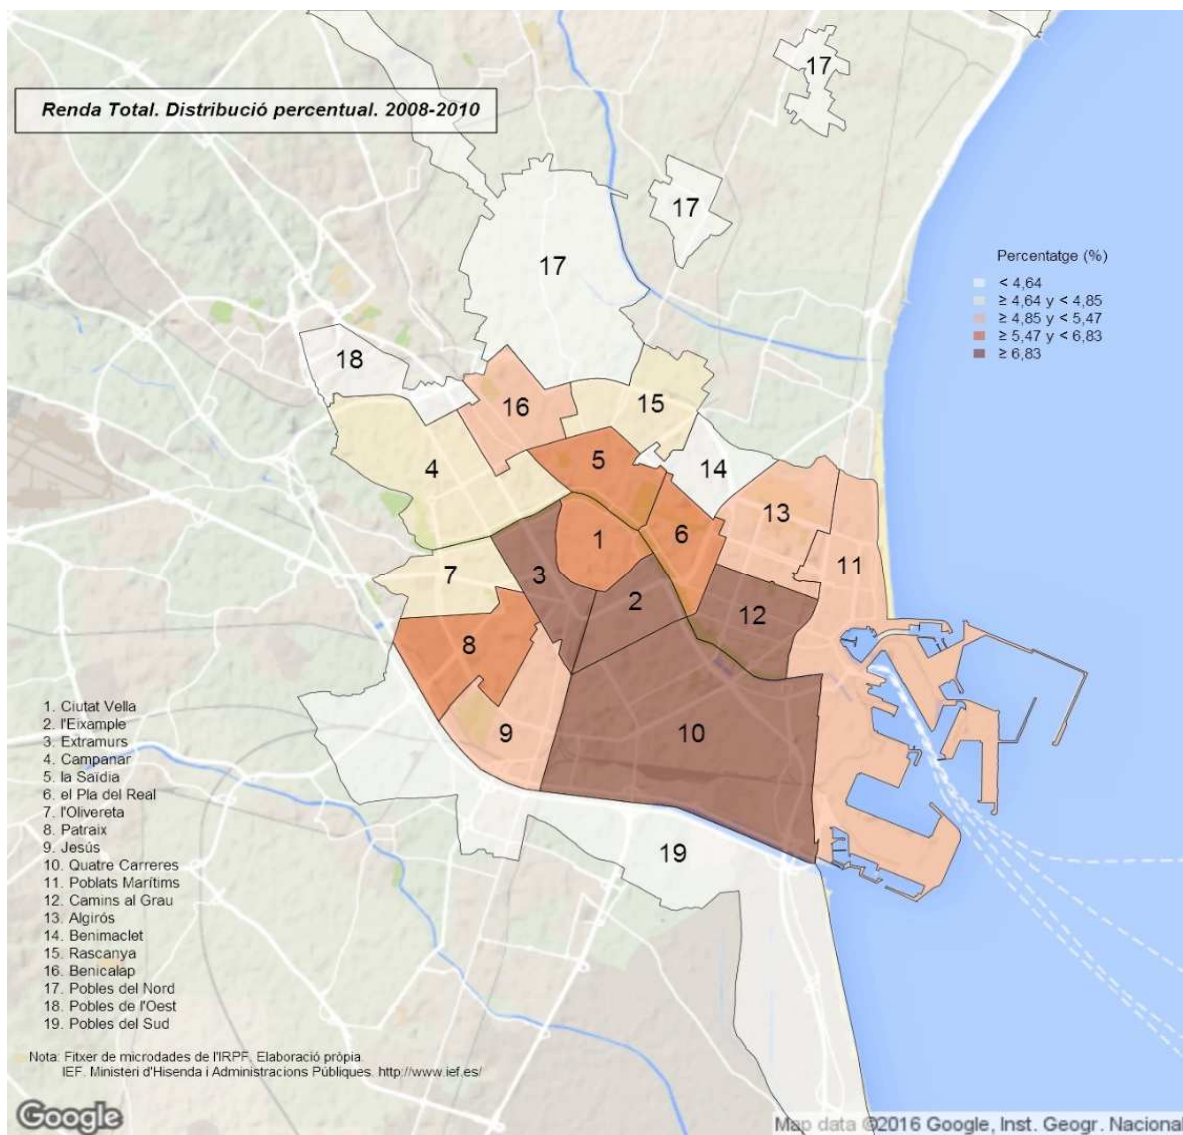 Renda Total. Distribució percentual. 2008-2010
17
17
17
Percentatge (%)
< 4,64
≥ 4,64 y < 4,85
≥ 4,85 y < 5,47
≥ 5,47 y < 6,83
≥ 6,83
18
16
15
4
5
14
13
6
1
11
7
3
2
12
8
9
10
19
1. Ciutat Vella
2. l'Eixample
3. Extramurs
4. Campanar
5. la Saïdia
6. el Pla del Real
7. l'Olivereta
8. Patraix
9. Jesús
10. Quatre Carreres
11. Poblats Marítims
12. Camins al Grau
13. Algirós
14. Benimaclet
15. Rascanya
16. Benicalap
17. Pobles del Nord
18. Pobles de l'Oest
19. Pobles del Sud
Nota: Fitxer de microdades de l'IRPF. Elaboració pròpia.
IEF. Ministeri d'Hisenda i Administracions Públiques. http://www.ief.es/
Google
Map data ©2016 Google, Inst. Geogr. Nacional